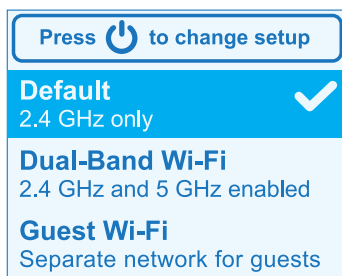 Press to change setup
Default
2.4 GHz only
Dual-Band Wi-Fi
2.4 GHz and 5 GHz enabled
Guest Wi-Fi
Separate network for guests